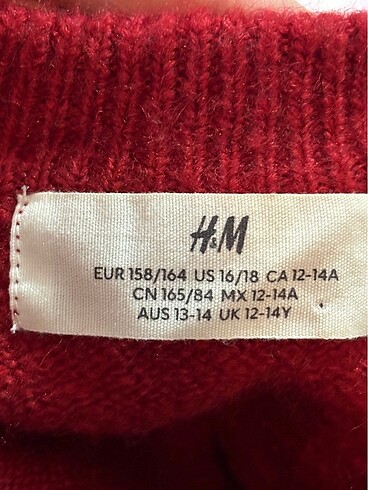 H&M
EUR 158/164 US 16/18 CA 12-14A
CN 165/84 MX 12-14A
AUS 13-14 UK 12-14Y